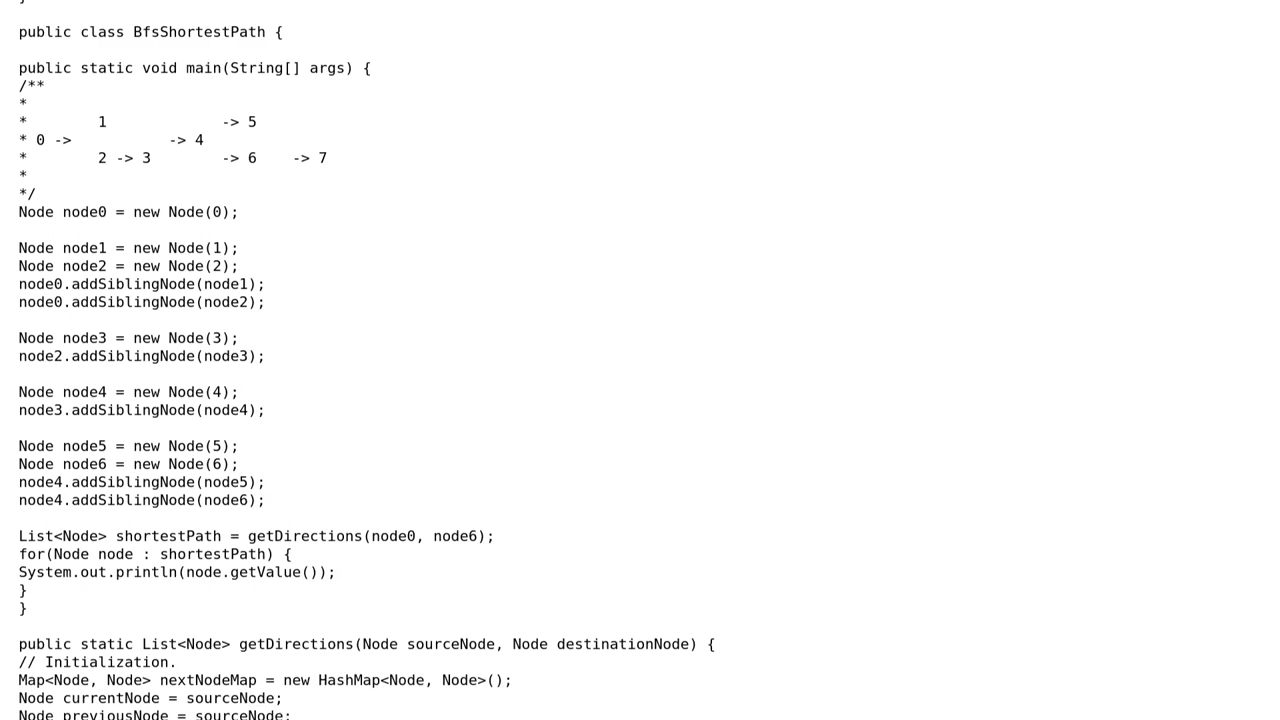 }
public class BfsShortestPath {
public static void main(String[] args) {
/**
*
*        1             -> 5
* 0 ->           -> 4
*        2 -> 3        -> 6    -> 7
*
*/
Node node0 = new Node(0);
Node node1 = new Node(1);
Node node2 = new Node(2);
node0.addSiblingNode(node1);
node0.addSiblingNode(node2);
Node node3 = new Node(3);
node2.addSiblingNode(node3);
Node node4 = new Node(4);
node3.addSiblingNode(node4);
Node node5 = new Node(5);
Node node6 = new Node(6);
node4.addSiblingNode(node5);
node4.addSiblingNode(node6);
List<Node> shortestPath = getDirections(node0, node6);
for(Node node : shortestPath) {
System.out.println(node.getValue());
}
}
public static List<Node> getDirections(Node sourceNode, Node destinationNode) {
// Initialization.
Map<Node, Node> nextNodeMap = new HashMap<Node, Node>();
Node currentNode = sourceNode;
Node previousNode = sourceNode;